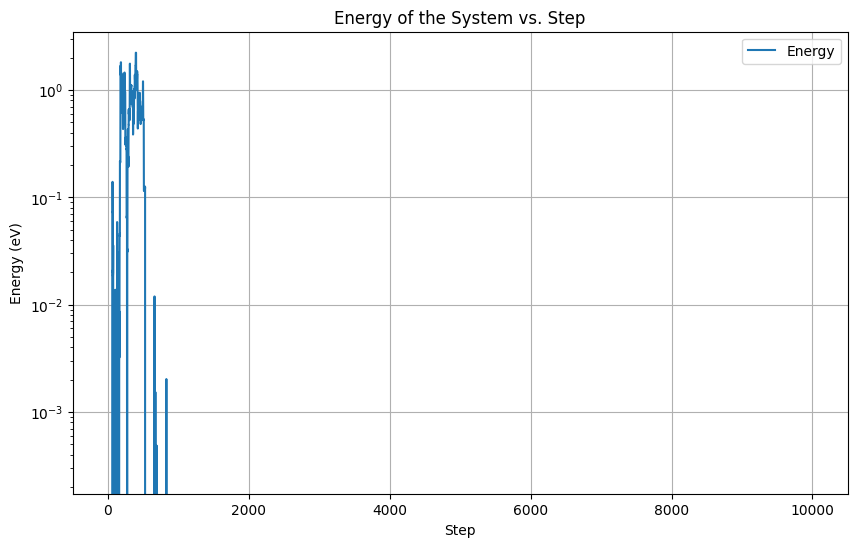 Energy of the System vs. Step
Energy
10⁰
10⁻¹
10⁻²
10⁻³
Energy (eV)
0 2000 4000 6000 8000 10000
Step